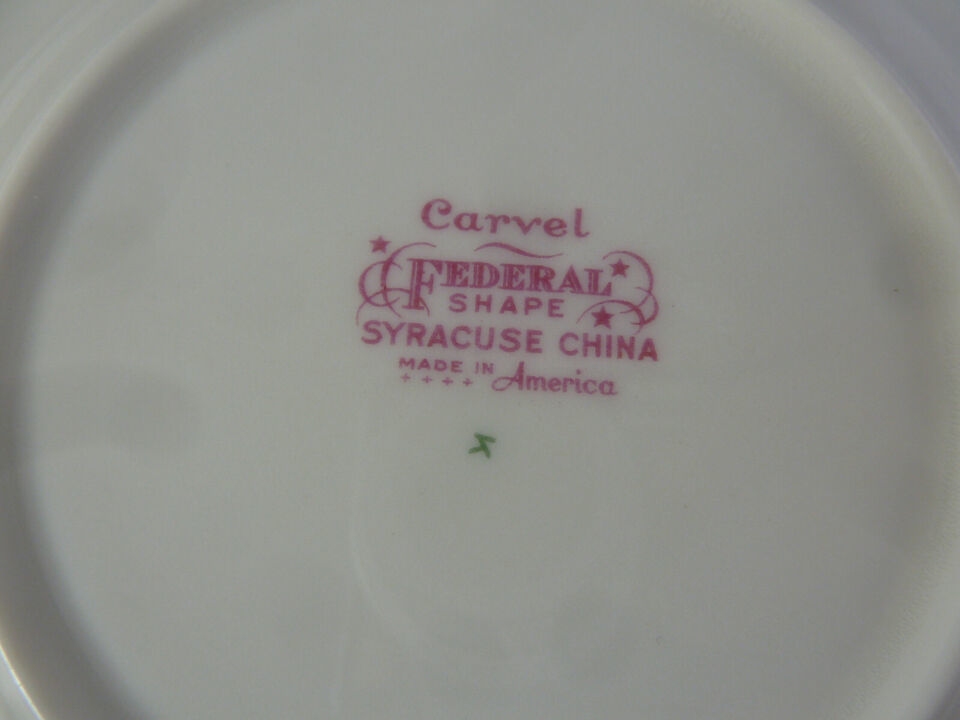 Carvel
FEDERAL
SHAPE
SYRACUSE CHINA
MADE IN America